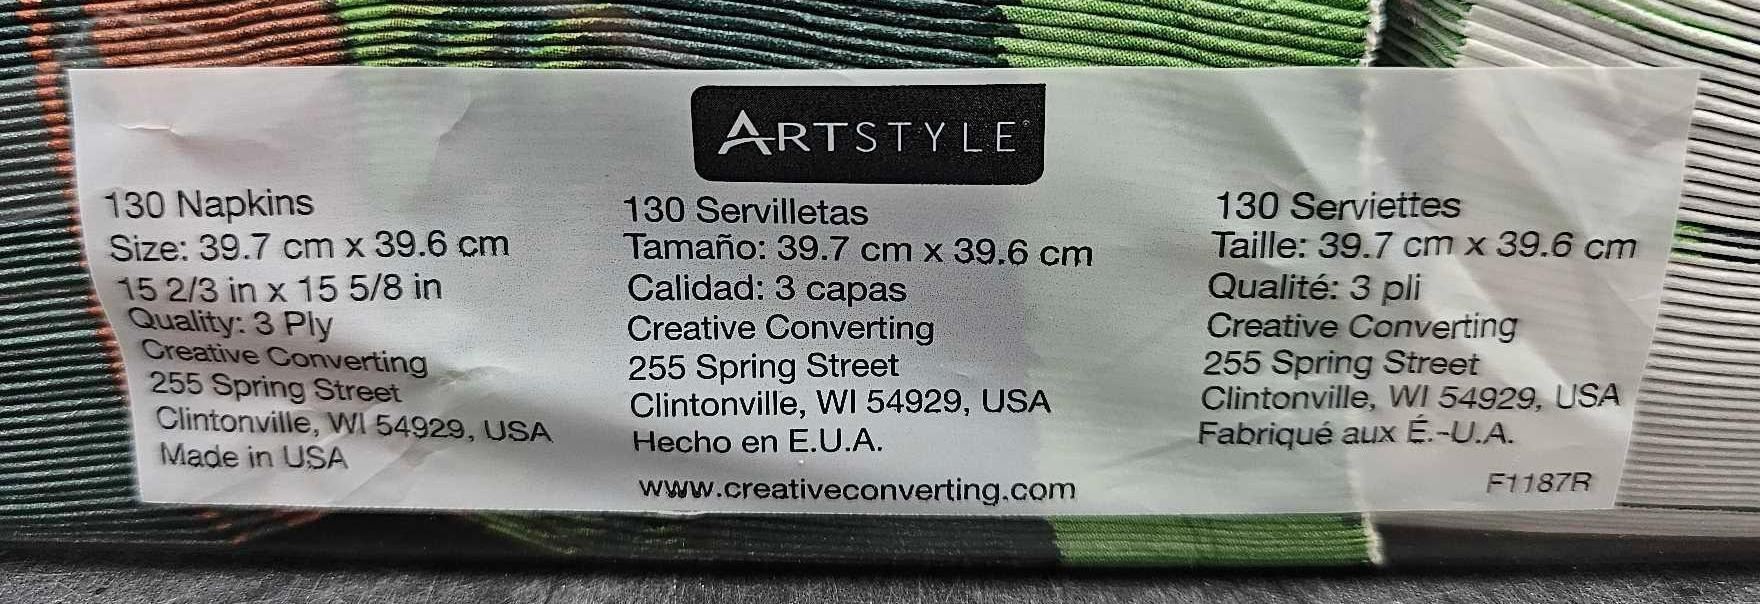 ARTSTYLE®
130 Napkins
Size: 39.7 cm x 39.6 cm
15 2/3 in x 15 5/8 in
Quality: 3 Ply
Creative Converting
255 Spring Street
Clintonville, WI 54929, USA
Made in USA
130 Servilletas
Tamaño: 39.7 cm x 39.6 cm
Calidad: 3 capas
Creative Converting
255 Spring Street
Clintonville, WI 54929, USA
Hecho en E.U.A.
www.creativeconverting.com
130 Serviettes
Taille: 39.7 cm x 39.6 cm
Qualité: 3 pli
Creative Converting
255 Spring Street
Clintonville, WI 54929, USA
Fabriqué aux É.-U.A.
F1187R